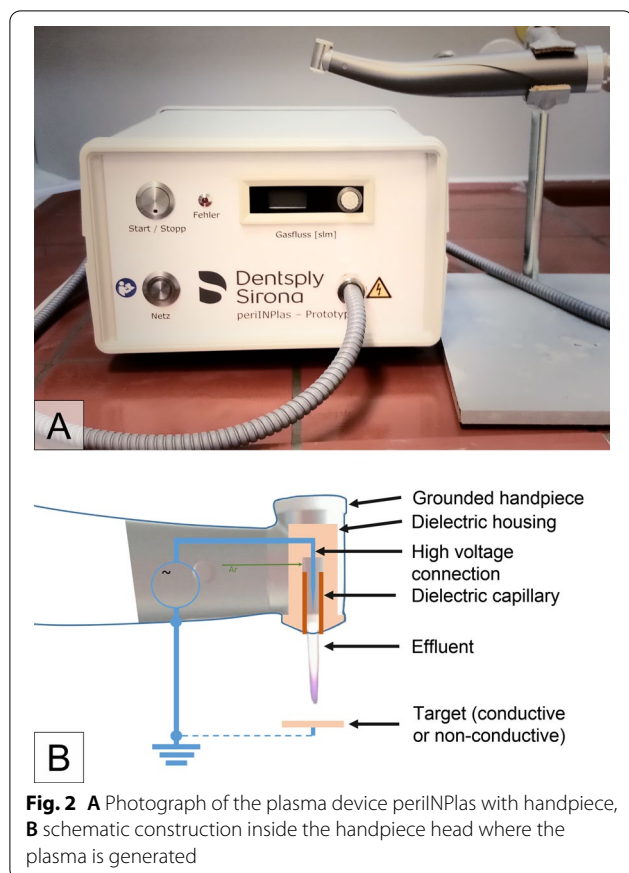 Start / Stopp
Fehler
Gasfluss [slm]
Netz
Dentsply
Sirona
periINPlas – Prototyp
A
Grounded handpiece
Dielectric housing
High voltage
connection
Dielectric capillary
Effluent
Target (conductive
or non-conductive)
~
Ar
B
Fig. 2 A Photograph of the plasma device periINPlas with handpiece,
B schematic construction inside the handpiece head where the
plasma is generated